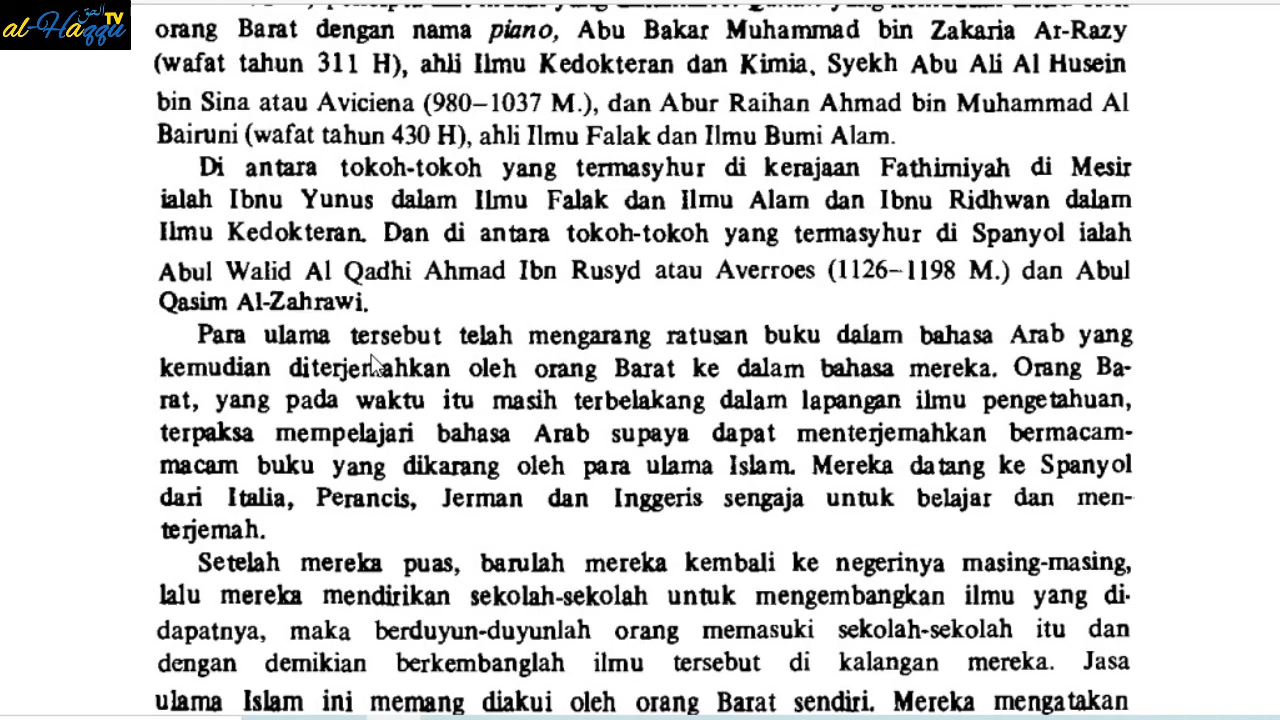 al-Haqqu TV
orang Barat dengan nama piano, Abu Bakar Muhammad bin Zakaria Ar-Razy
(wafat tahun 311 H), ahli Ilmu Kedokteran dan Kimia, Syekh Abu Ali Al Husein
bin Sina atau Aviciena (980–1037 M.), dan Abur Raihan Ahmad bin Muhammad Al
Bairuni (wafat tahun 430 H), ahli Ilmu Falak dan Ilmu Bumi Alam.
Di antara tokoh-tokoh yang termasyhur di kerajaan Fathimiyah di Mesir
ialah Ibnu Yunus dalam Ilmu Falak dan Ilmu Alam dan Ibnu Ridhwan dalam
Ilmu Kedokteran. Dan di antara tokoh-tokoh yang termasyhur di Spanyol ialah
Abul Walid Al Qadhi Ahmad Ibn Rusyd atau Averroes (1126–1198 M.) dan Abul
Qasim Al-Zahrawi.
Para ulama tersebut telah mengarang ratusan buku dalam bahasa Arab yang
kemudian diterjemahkan oleh orang Barat ke dalam bahasa mereka. Orang Ba-
rat, yang pada waktu itu masih terbelakang dalam lapangan ilmu pengetahuan,
terpaksa mempelajari bahasa Arab supaya dapat menterjemahkan bermacam-
macam buku yang dikarang oleh para ulama Islam. Mereka datang ke Spanyol
dari Italia, Perancis, Jerman dan Inggeris sengaja untuk belajar dan men-
terjemah.
Setelah mereka puas, barulah mereka kembali ke negerinya masing-masing,
lalu mereka mendirikan sekolah-sekolah untuk mengembangkan ilmu yang di-
dapatnya, maka berduyun-duyunlah orang memasuki sekolah-sekolah itu dan
dengan demikian berkembanglah ilmu tersebut di kalangan mereka. Jasa
ulama Islam ini memang diakui oleh orang Barat sendiri. Mereka mengatakan